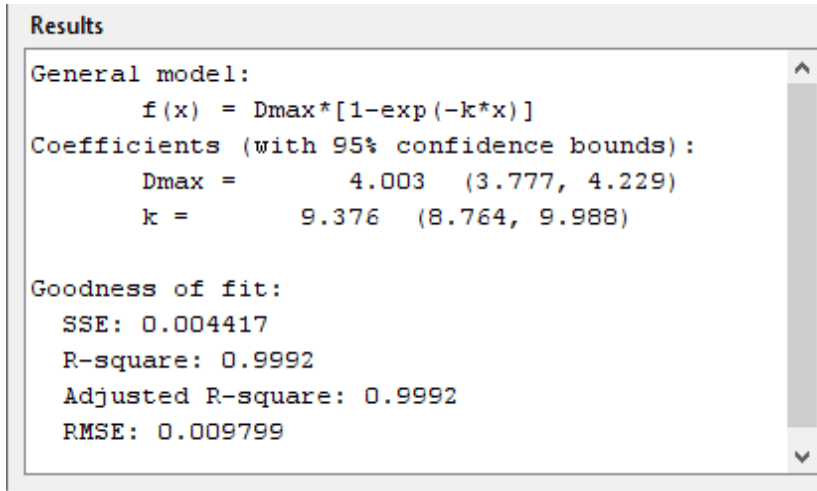 Results
General model:
f(x) = Dmax*[1-exp(-k*x)]
Coefficients (with 95% confidence bounds):
Dmax = 4.003 (3.777, 4.229)
k = 9.376 (8.764, 9.988)
Goodness of fit:
SSE: 0.004417
R-square: 0.9992
Adjusted R-square: 0.9992
RMSE: 0.009799